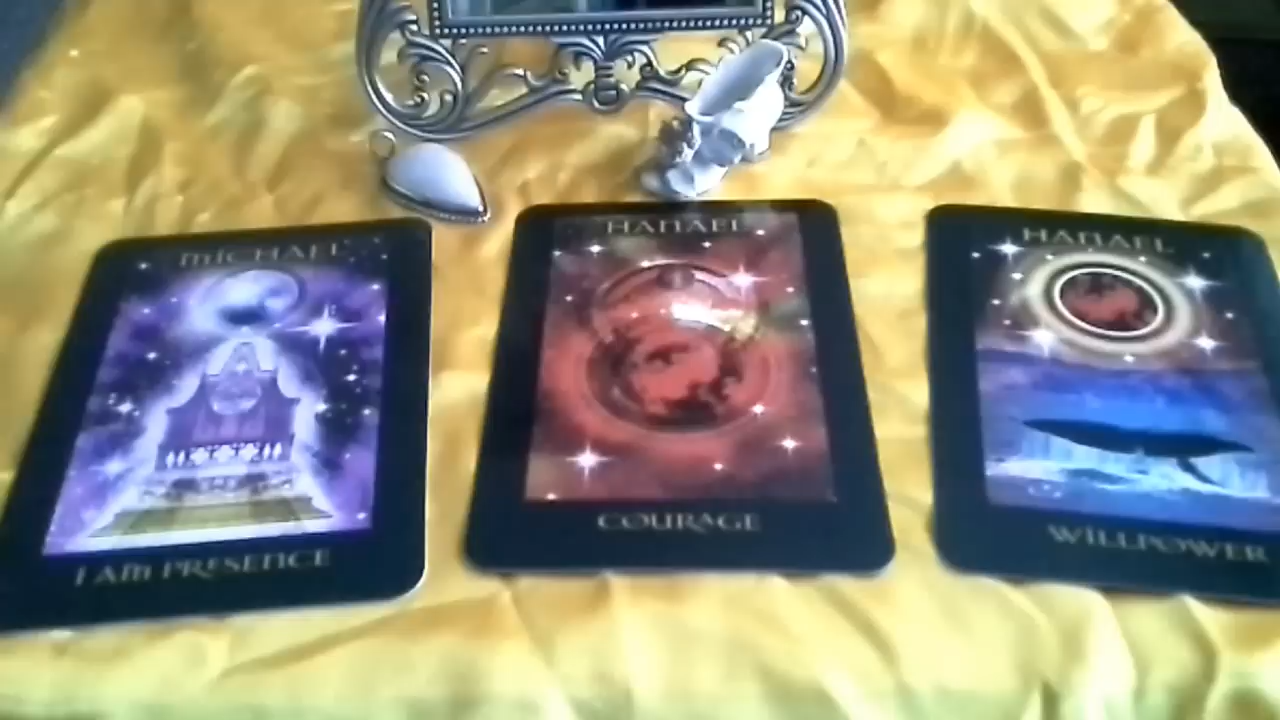 MICHAEL
I AM PRESENCE
HANAEL
COURAGE
HANAEL
WILLPOWER